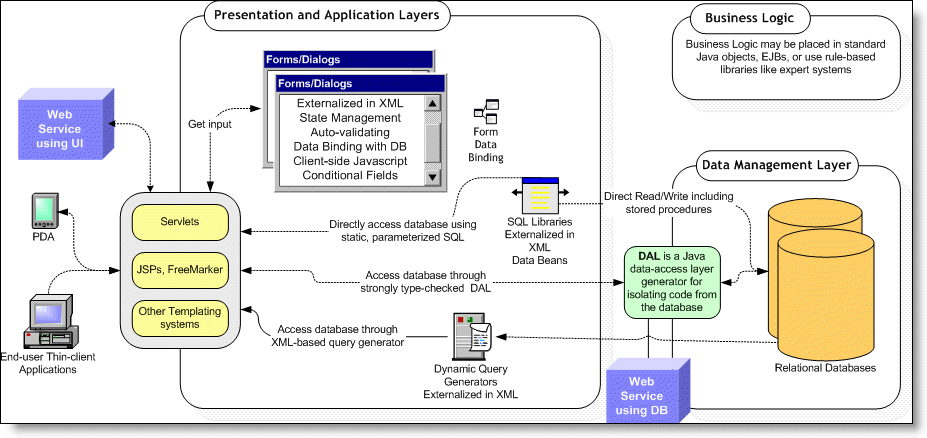 Presentation and Application Layers
Business Logic
Business Logic may be placed in standard
Java objects, EJBs, or use rule-based
libraries like expert systems
Forms/Dialogs
Forms/Dialogs
Externalized in XML
State Management
Auto-validating
Data Binding with DB
Client-side Javascript
Conditional Fields
Web
Service
using UI
Get input
Form
Data
Binding
Data Management Layer
PDA
Servlets
Directly access database using
static, parameterized SQL
SQL Libraries
Externalized in
XML
Data Beans
Direct Read/Write including
stored procedures
JSPs, FreeMarker
Access database through
strongly type-checked DAL
DAL is a Java
data-access layer
generator for
isolating code from
the database
Other Templating
systems
Access database through
XML-based query generator
End-user Thin-client
Applications
Dynamic Query
Generators
Externalized in XML
Relational Databases
Web
Service
using DB